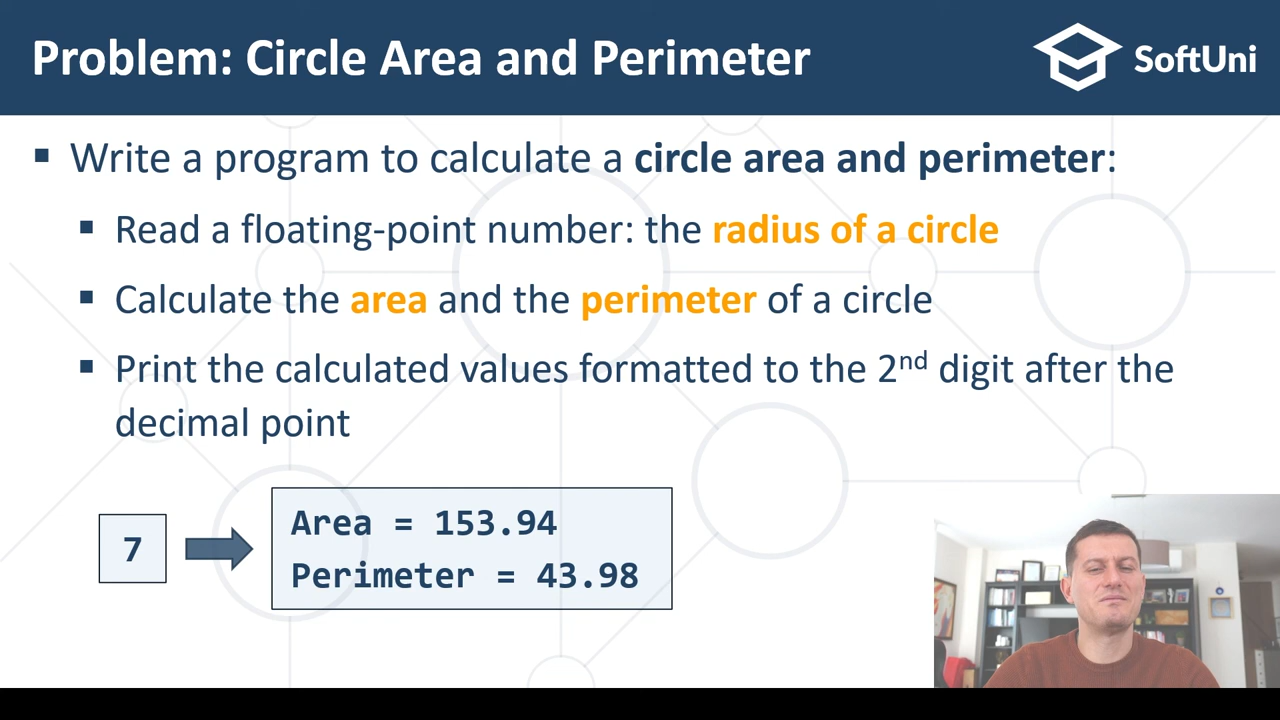 Problem: Circle Area and Perimeter
SoftUni
▪ Write a program to calculate a circle area and perimeter:
▪ Read a floating-point number: the radius of a circle
▪ Calculate the area and the perimeter of a circle
▪ Print the calculated values formatted to the 2nd digit after the
decimal point
7
Area = 153.94
Perimeter = 43.98